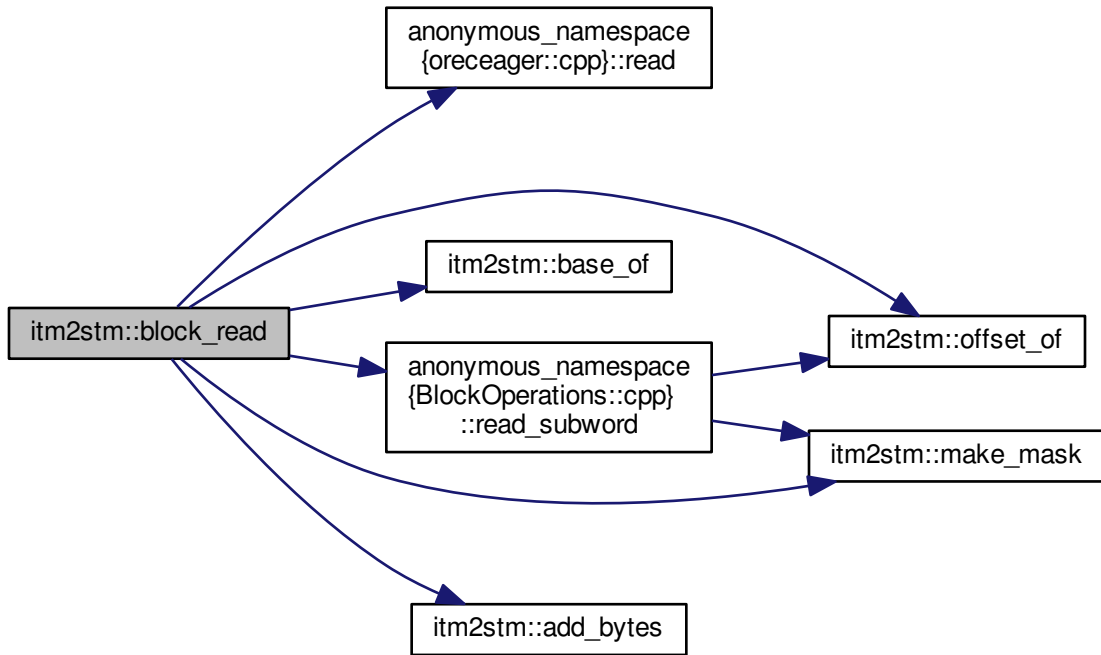 anonymous_namespace
{oreceager::cpp}::read
itm2stm::base_of
itm2stm::block_read
itm2stm::offset_of
anonymous_namespace
{BlockOperations::cpp}
::read_subword
itm2stm::make_mask
itm2stm::add_bytes